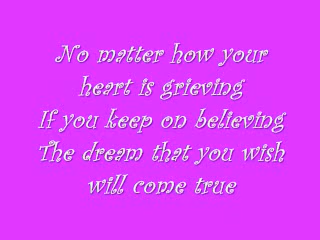 No matter how your
heart is grieving
If you keep on believing
The dream that you wish
will come true